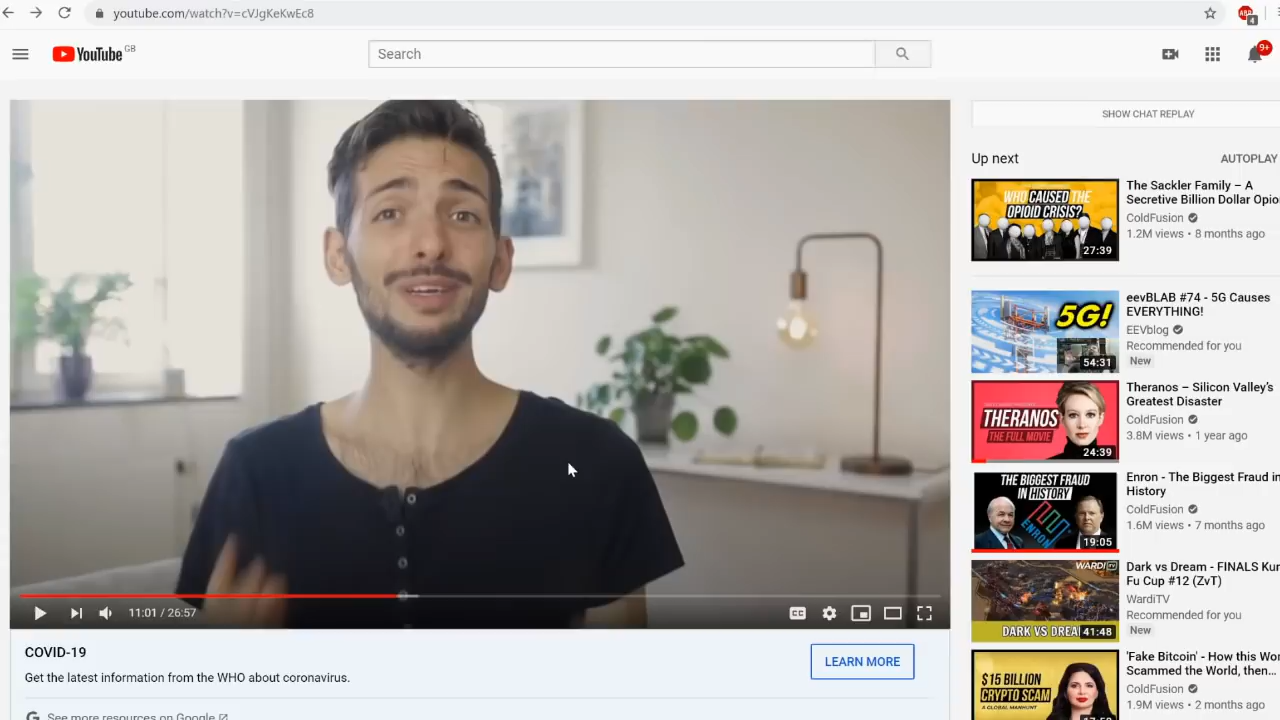 youtube.com/watch?v=cVJgKeKwEc8
ABP
4
YouTube GB
Search
9+
SHOW CHAT REPLAY
Up next
AUTOPLAY
WHO CAUSED THE
OPIOID CRISIS?
27:39
The Sackler Family – A
Secretive Billion Dollar Opio
ColdFusion
1.2M views • 8 months ago
5G!
54:31
eevBLAB #74 - 5G Causes
EVERYTHING!
EEVblog
Recommended for you
New
THERANOS
THE FULL MOVIE
24:39
Theranos – Silicon Valley's
Greatest Disaster
ColdFusion
3.8M views • 1 year ago
THE BIGGEST FRAUD
IN HISTORY
ENRON
19:05
Enron - The Biggest Fraud in
History
ColdFusion
1.6M views • 7 months ago
WARDI TV
DARK VS DREA
41:48
Dark vs Dream - FINALS Kun
Fu Cup #12 (ZvT)
WardiTV
Recommended for you
New
$15 BILLION
CRYPTO SCAM
A GLOBAL MANHUNT
'Fake Bitcoin' - How this Wor
Scammed the World, then...
ColdFusion
1.9M views • 2 months ago
11:01 / 26:57
CC
COVID-19
Get the latest information from the WHO about coronavirus.
LEARN MORE
See more resources on Google